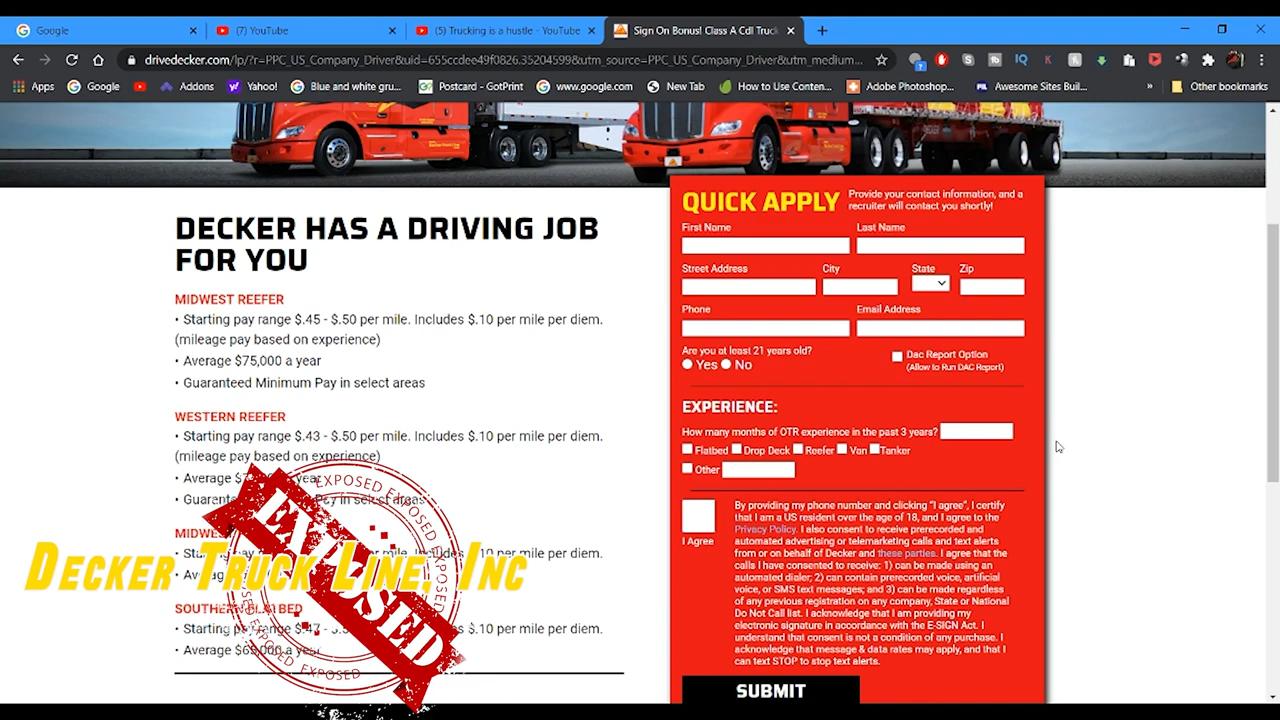 Google
(7) YouTube
(5) Trucking is a hustle - YouTube
Sign On Bonus! Class A Cdl Truck
drivedecker.com/lp/?r=PPC_US_Company_Driver&uid=655ccdee49f0826.35204599&utm_source=PPC_US_Company_Driver&utm_medium...
Apps
Google
Addons
Yahoo!
Blue and white gru...
Postcard - GotPrint
www.google.com
New Tab
How to Use Conten...
Adobe Photoshop...
Awesome Sites Buil...
»
Other bookmarks
DECKER HAS A DRIVING JOB
FOR YOU
MIDWEST REEFER
• Starting pay range $.45 - $.50 per mile. Includes $.10 per mile per diem.
(mileage pay based on experience)
• Average $75,000 a year
• Guaranteed Minimum Pay in select areas
WESTERN REEFER
• Starting pay range $.43 - $.50 per mile. Includes $.10 per mile per diem.
(mileage pay based on experience)
• Average
• Pay in select areas
• per mile. Includes $.10 per mile per diem.
SOUTHERN FLATBED
• Starting per mile. Includes $.10 per mile per diem.
• Average
EXPOSED
EXPOSED EXPOSED EXPOSED
DECKER TRUCK LINE, INC
QUICK APPLY
Provide your contact information, and a
recruiter will contact you shortly!
First Name
Last Name
Street Address
City
State
Zip
Phone
Email Address
Are you at least 21 years old?
Yes No
Dac Report Option
(Allow to Run DAC Report)
EXPERIENCE:
How many months of OTR experience in the past 3 years?
Flatbed Drop Deck Reefer Van Tanker
Other
I Agree
By providing my phone number and clicking "I agree", I certify
that I am a US resident over the age of 18, and I agree to the
Privacy Policy. I also consent to receive prerecorded and
automated advertising or telemarketing calls and text alerts
from or on behalf of Decker and these parties. I agree that the
calls I have consented to receive: 1) can be made using an
automated dialer; 2) can contain prerecorded voice, artificial
voice, or SMS text messages; and 3) can be made regardless
of any previous registration on any company, State or National
Do Not Call list. I acknowledge that I am providing my
electronic signature in accordance with the E-SIGN Act. I
understand that consent is not a condition of any purchase. I
acknowledge that message & data rates may apply, and that I
can text STOP to stop text alerts.
SUBMIT